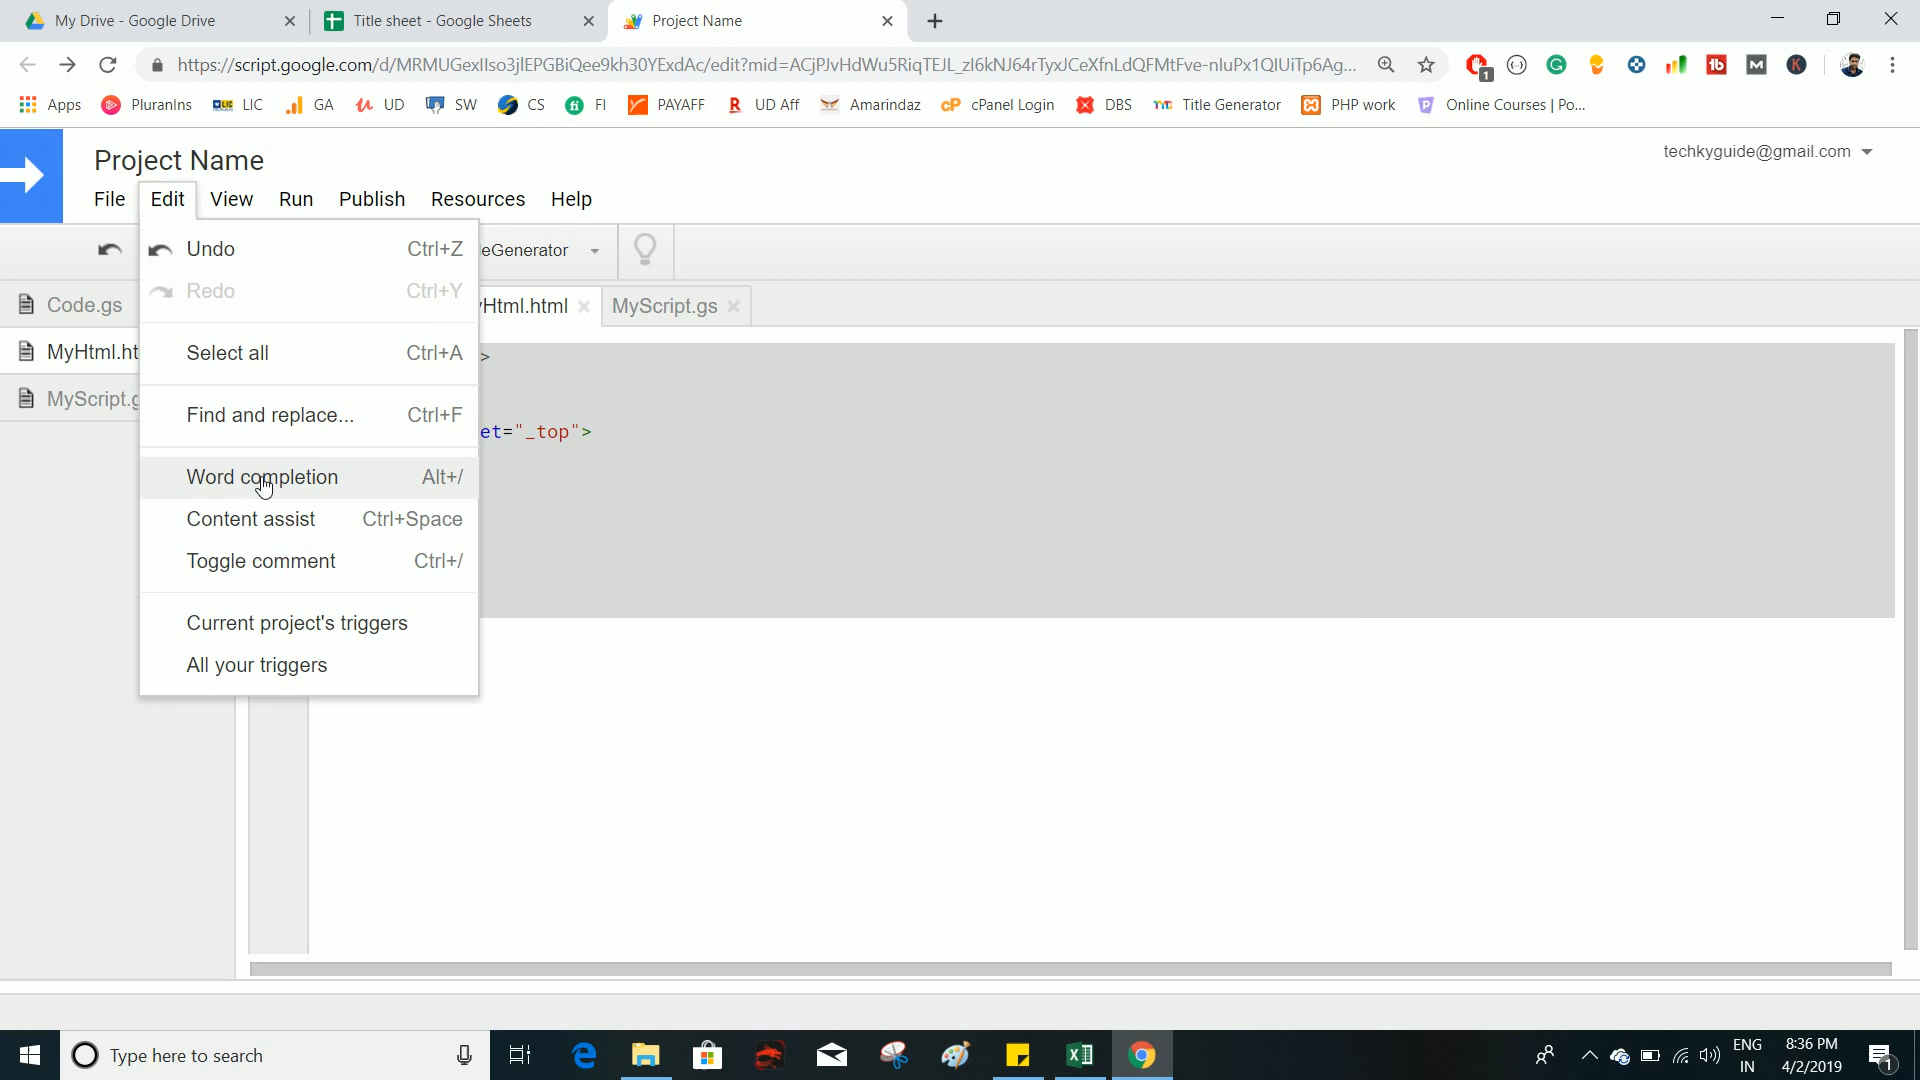 My Drive - Google Drive
Title sheet - Google Sheets
Project Name
https://script.google.com/d/MRMUGexIlso3jlEPGBiQee9kh30YExdAc/edit?mid=ACjPJvHdWu5RiqTEJL_zI6kNJ64rTyxJCeXfnLdQFMtFve-nIuPx1QIUiTp6Ag...
1
Apps
PluranIns
LIC
GA
UD
SW
CS
FI
PAYAFF
UD Aff
Amarindaz
cPanel Login
DBS
Title Generator
PHP work
Online Courses | Po...
Project Name
techkyguide@gmail.com
File Edit View Run Publish Resources Help
Undo Ctrl+Z
eGenerator
Redo Ctrl+Y
Code.gs
Html.html
MyScript.gs
MyHtml.ht
Select all Ctrl+A
>
MyScript.g
Find and replace... Ctrl+F
et="_top">
Word completion Alt+/
Content assist Ctrl+Space
Toggle comment Ctrl+/
Current project's triggers
All your triggers
Type here to search
ENG
IN
8:36 PM
4/2/2019
1